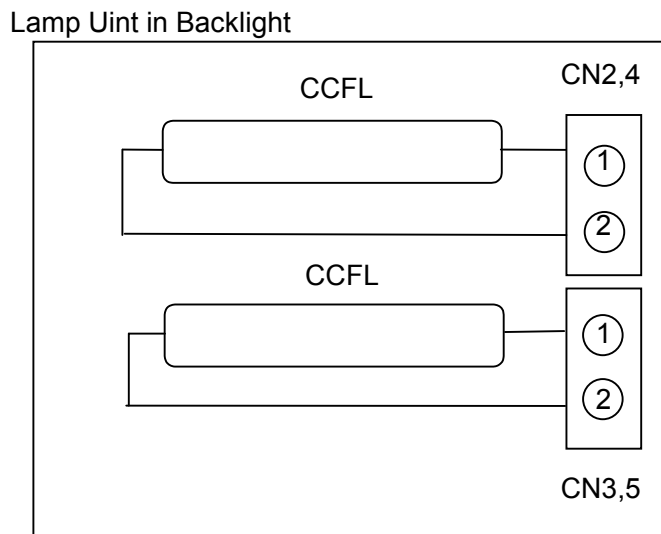 Lamp Uint in Backlight
CN2,4
CCFL
1
2
CCFL
1
2
CN3,5